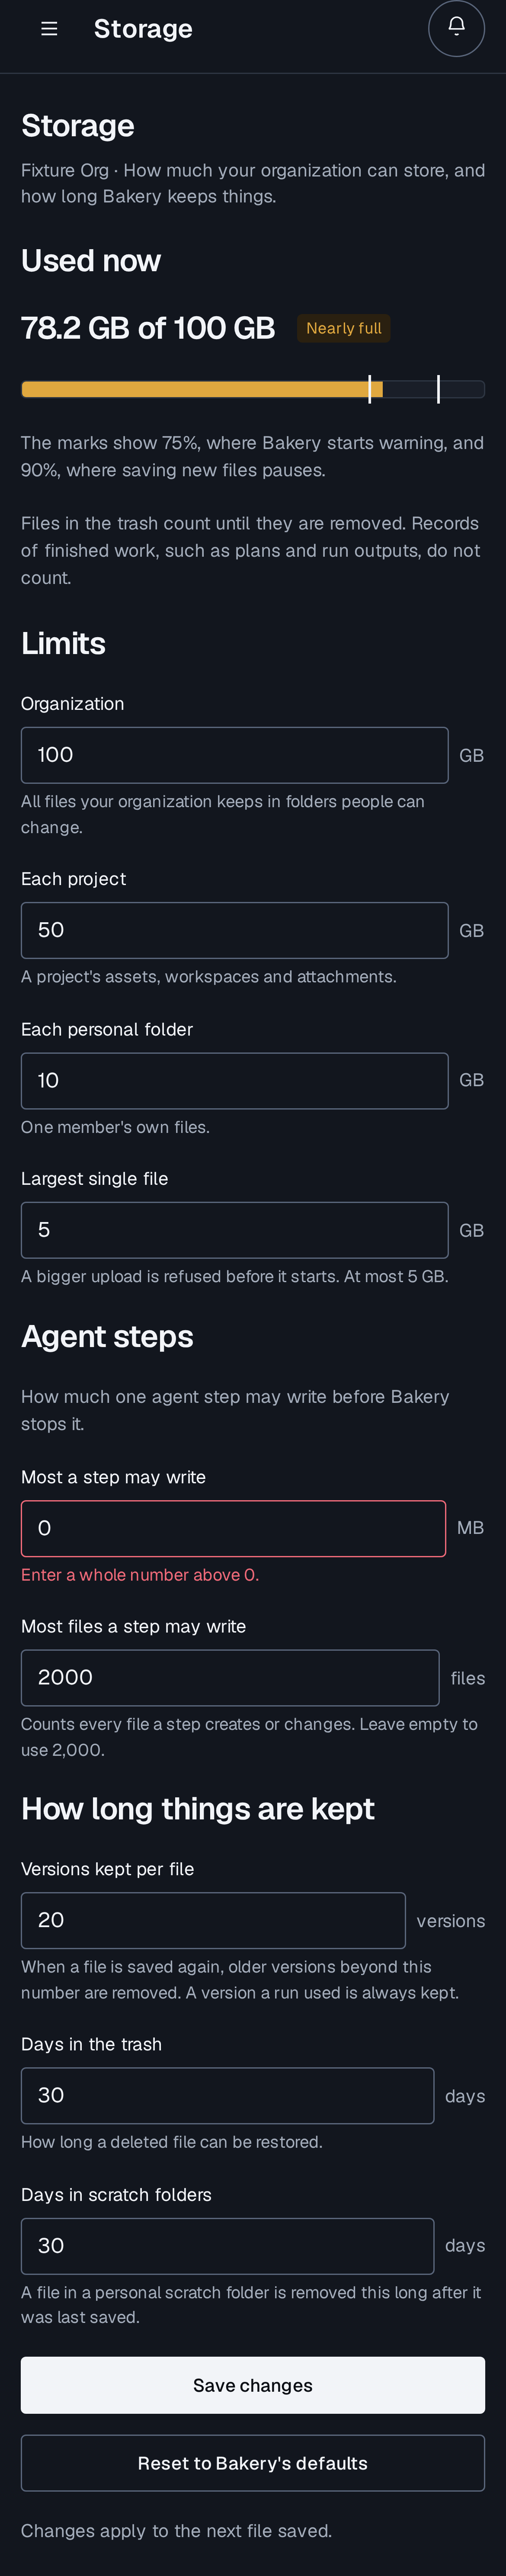 Storage
Storage
Fixture Org · How much your organization can store, and
how long Bakery keeps things.
Used now
78.2 GB of 100 GB
Nearly full
The marks show 75%, where Bakery starts warning, and
90%, where saving new files pauses.
Files in the trash count until they are removed. Records
of finished work, such as plans and run outputs, do not
count.
Limits
Organization
100
GB
All files your organization keeps in folders people can
change.
Each project
50
GB
A project's assets, workspaces and attachments.
Each personal folder
10
GB
One member's own files.
Largest single file
5
GB
A bigger upload is refused before it starts. At most 5 GB.
Agent steps
How much one agent step may write before Bakery
stops it.
Most a step may write
0
MB
Enter a whole number above 0.
Most files a step may write
2000
files
Counts every file a step creates or changes. Leave empty to
use 2,000.
How long things are kept
Versions kept per file
20
versions
When a file is saved again, older versions beyond this
number are removed. A version a run used is always kept.
Days in the trash
30
days
How long a deleted file can be restored.
Days in scratch folders
30
days
A file in a personal scratch folder is removed this long after it
was last saved.
Save changes
Reset to Bakery's defaults
Changes apply to the next file saved.